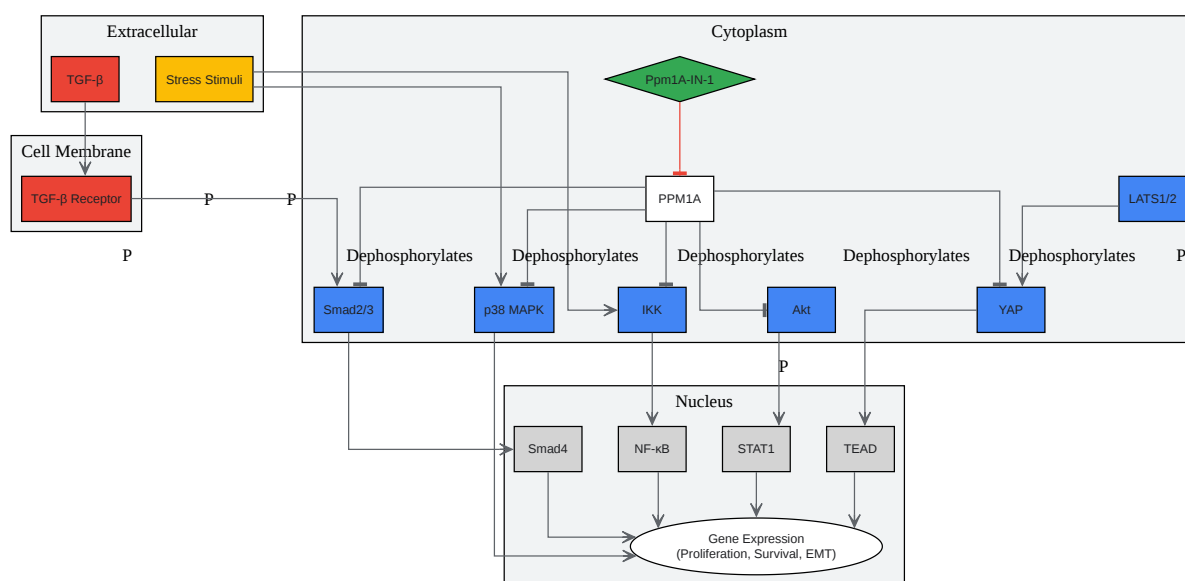 Extracellular
Cytoplasm
TGF-β
Stress Stimuli
Ppm1A-IN-1
Cell Membrane
TGF-β Receptor
P
P
PPM1A
LATS1/2
P
Dephosphorylates
Dephosphorylates
Dephosphorylates
Dephosphorylates
Dephosphorylates
P
Smad2/3
p38 MAPK
IKK
Akt
YAP
P
Nucleus
Smad4
NF-κB
STAT1
TEAD
Gene Expression
(Proliferation, Survival, EMT)